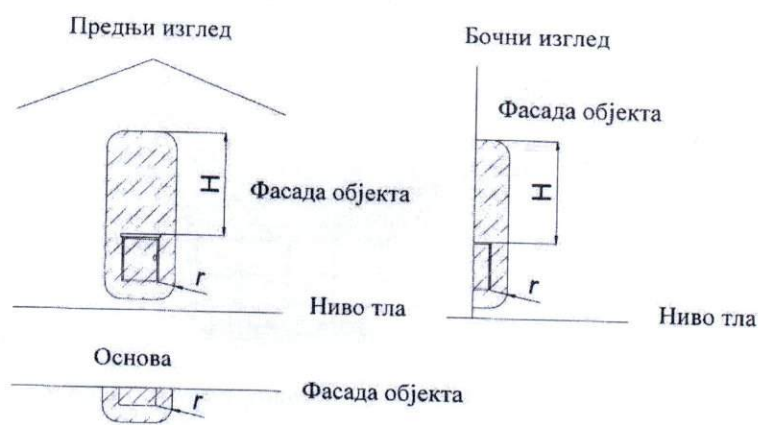 Предњи изглед
Бочни изглед
Фасада објекта
H
H
Фасада објекта
r
r
Ниво тла
Ниво тла
Основа
Фасада објекта
r